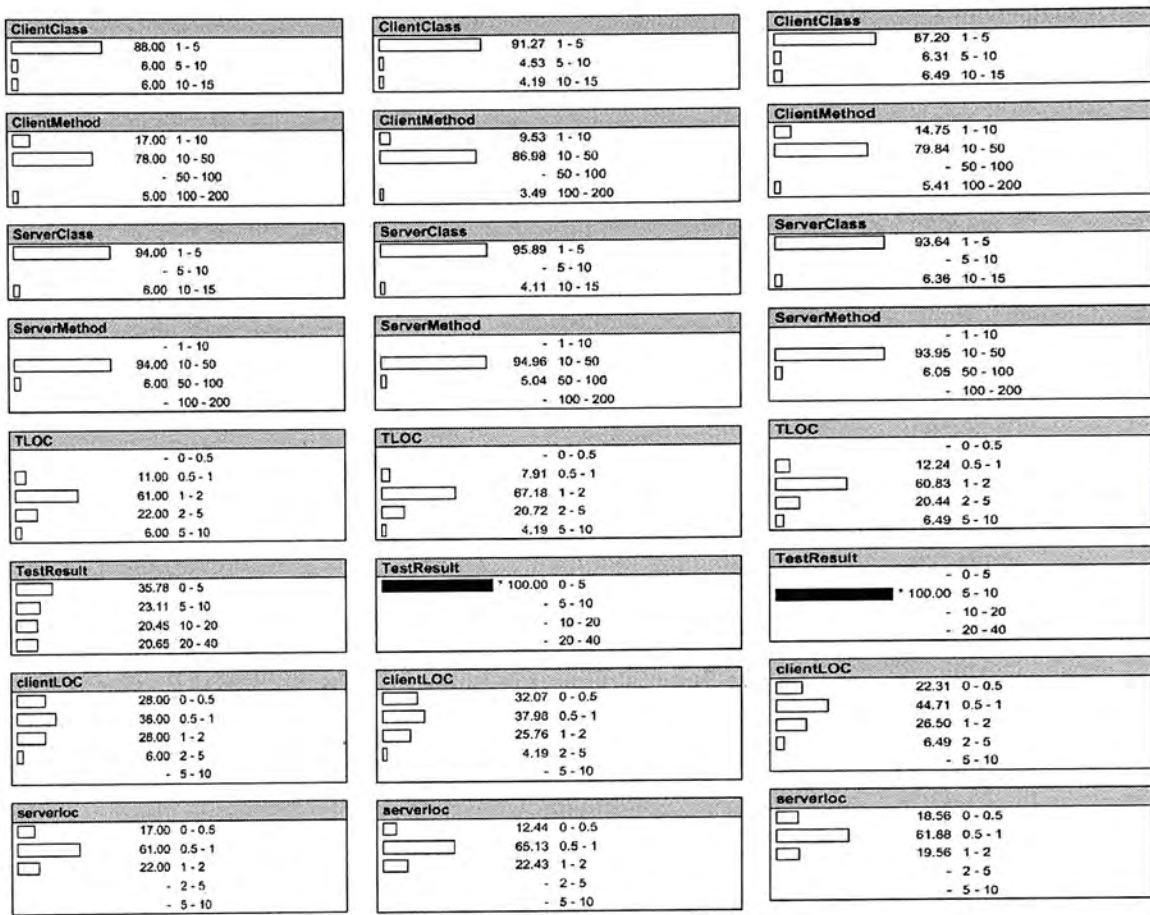 ClientClass
88.00 1 - 5
6.00 5 - 10
6.00 10 - 15
ClientMethod
17.00 1 - 10
78.00 10 - 50
- 50 - 100
5.00 100 - 200
ServerClass
94.00 1 - 5
- 5 - 10
6.00 10 - 15
ServerMethod
- 1 - 10
94.00 10 - 50
6.00 50 - 100
- 100 - 200
TLOC
- 0 - 0.5
11.00 0.5 - 1
61.00 1 - 2
22.00 2 - 5
6.00 5 - 10
TestResult
35.78 0 - 5
23.11 5 - 10
20.45 10 - 20
20.65 20 - 40
clientLOC
28.00 0 - 0.5
36.00 0.5 - 1
28.00 1 - 2
6.00 2 - 5
- 5 - 10
serverloc
17.00 0 - 0.5
61.00 0.5 - 1
22.00 1 - 2
- 2 - 5
- 5 - 10
ClientClass
91.27 1 - 5
4.53 5 - 10
4.19 10 - 15
ClientMethod
9.53 1 - 10
86.98 10 - 50
- 50 - 100
3.49 100 - 200
ServerClass
95.89 1 - 5
- 5 - 10
4.11 10 - 15
ServerMethod
- 1 - 10
94.96 10 - 50
5.04 50 - 100
- 100 - 200
TLOC
- 0 - 0.5
7.91 0.5 - 1
67.18 1 - 2
20.72 2 - 5
4.19 5 - 10
TestResult
* 100.00 0 - 5
- 5 - 10
- 10 - 20
- 20 - 40
clientLOC
32.07 0 - 0.5
37.98 0.5 - 1
25.76 1 - 2
4.19 2 - 5
- 5 - 10
serverloc
12.44 0 - 0.5
65.13 0.5 - 1
22.43 1 - 2
- 2 - 5
- 5 - 10
ClientClass
87.20 1 - 5
6.31 5 - 10
6.49 10 - 15
ClientMethod
14.75 1 - 10
79.84 10 - 50
- 50 - 100
5.41 100 - 200
ServerClass
93.64 1 - 5
- 5 - 10
6.36 10 - 15
ServerMethod
- 1 - 10
93.95 10 - 50
6.05 50 - 100
- 100 - 200
TLOC
- 0 - 0.5
12.24 0.5 - 1
60.83 1 - 2
20.44 2 - 5
6.49 5 - 10
TestResult
- 0 - 5
* 100.00 5 - 10
- 10 - 20
- 20 - 40
clientLOC
22.31 0 - 0.5
44.71 0.5 - 1
26.50 1 - 2
6.49 2 - 5
- 5 - 10
serverloc
18.56 0 - 0.5
61.88 0.5 - 1
19.56 1 - 2
- 2 - 5
- 5 - 10